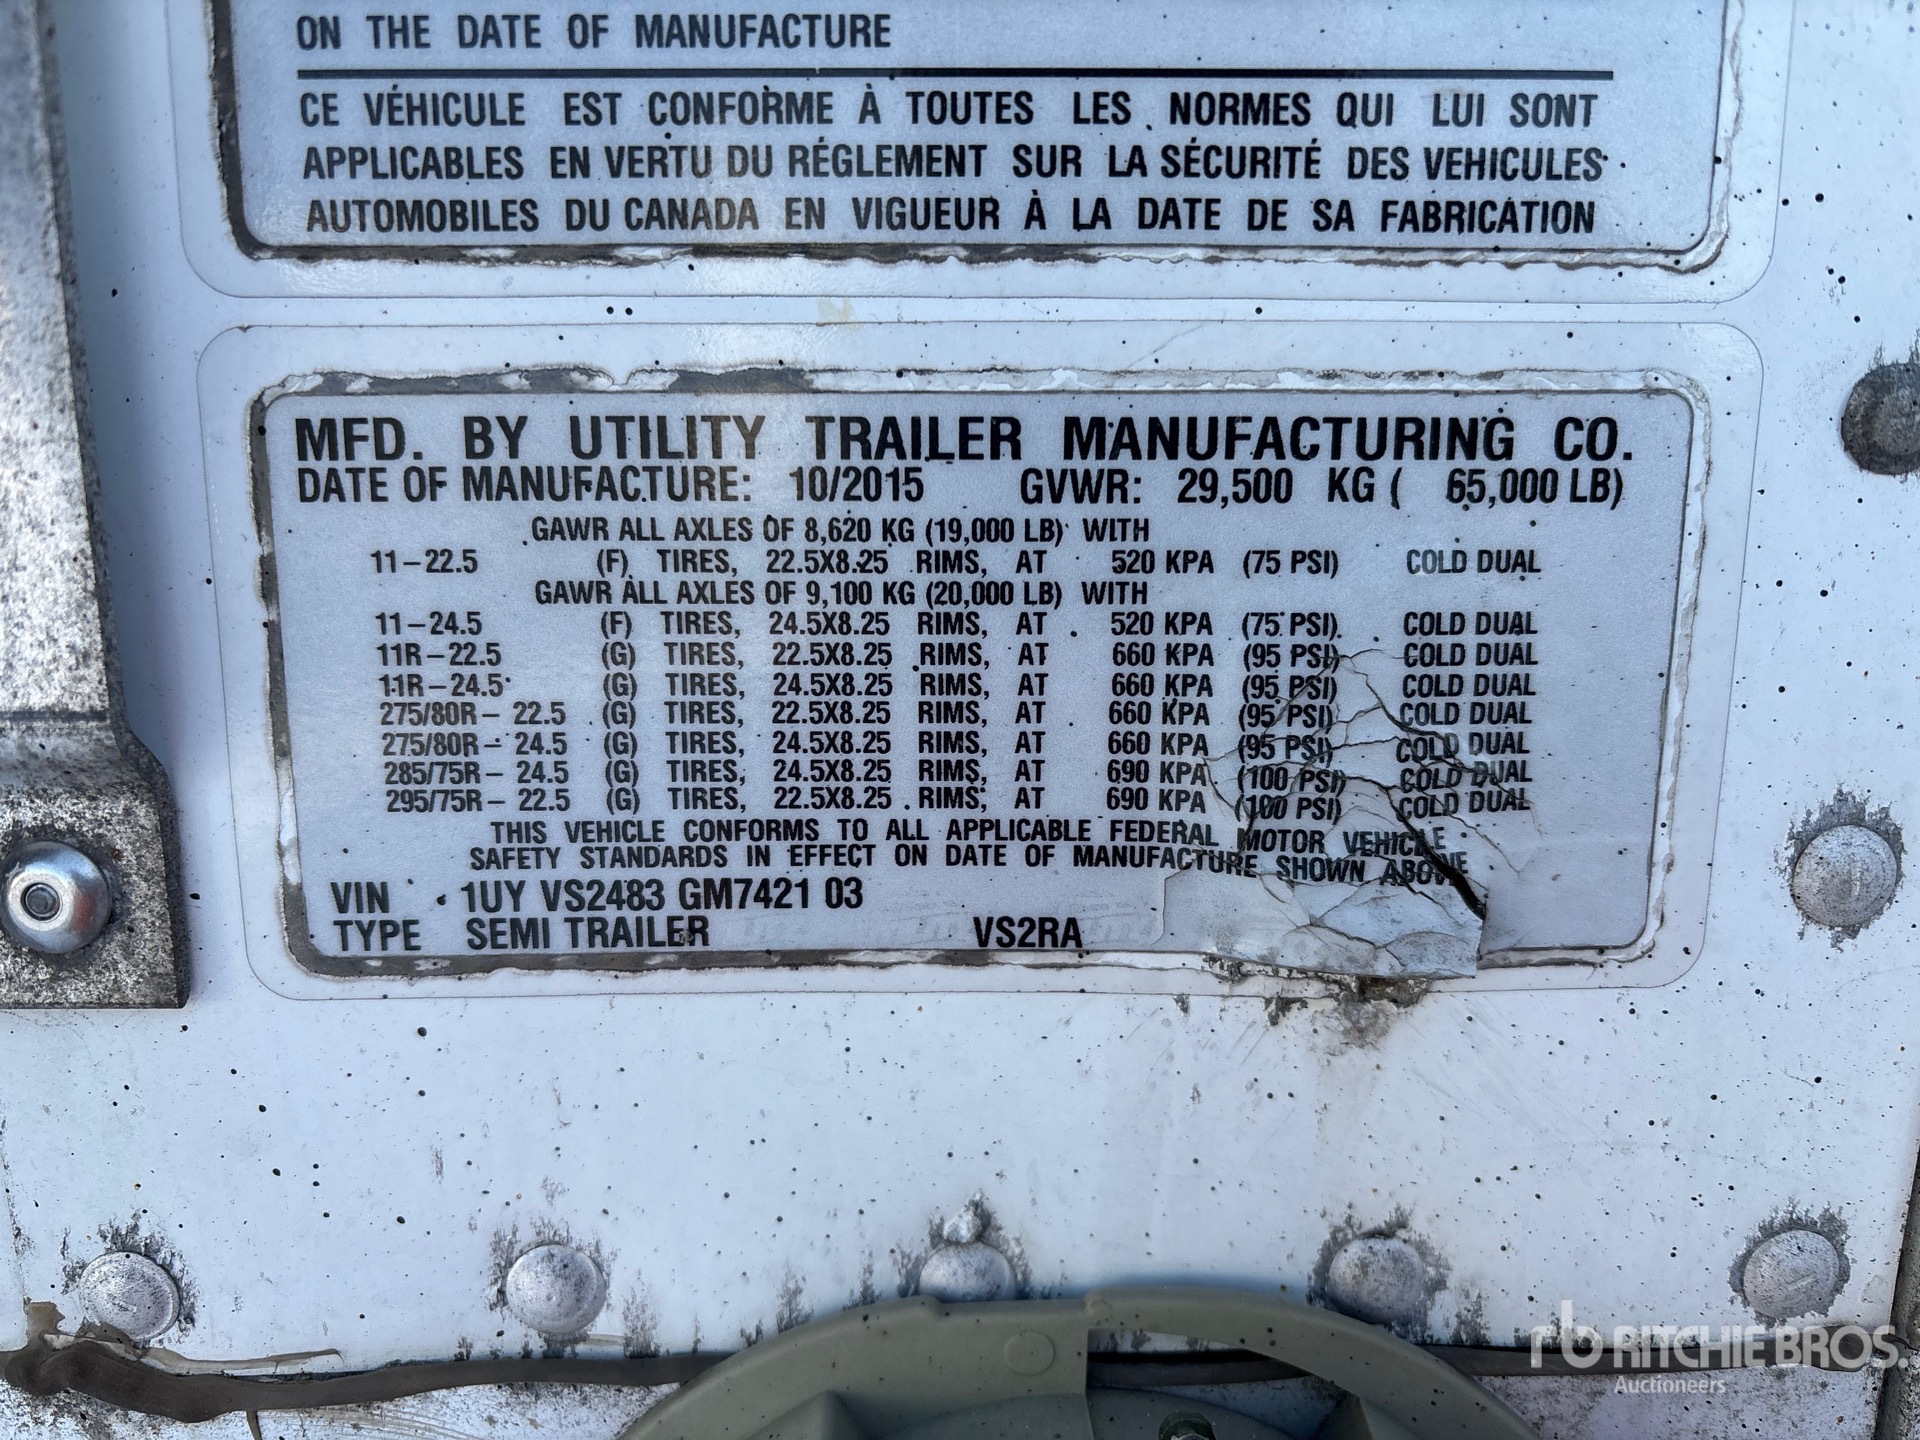 ON THE DATE OF MANUFACTURE
CE VÉHICULE EST CONFORME À TOUTES LES NORMES QUI LUI SONT
APPLICABLES EN VERTU DU RÉGLEMENT SUR LA SÉCURITÉ DES VEHICULES
AUTOMOBILES DU CANADA EN VIGUEUR À LA DATE DE SA FABRICATION
MFD. BY UTILITY TRAILER MANUFACTURING CO.
DATE OF MANUFACTURE: 10/2015 GVWR: 29,500 KG ( 65,000 LB)
GAWR ALL AXLES OF 8,620 KG (19,000 LB) WITH
11-22.5 (F) TIRES, 22.5X8.25 RIMS, AT 520 KPA (75 PSI) COLD DUAL
GAWR ALL AXLES OF 9,100 KG (20,000 LB) WITH
11-24.5 (F) TIRES, 24.5X8.25 RIMS, AT 520 KPA (75 PSI) COLD DUAL
11R-22.5 (G) TIRES, 22.5X8.25 RIMS, AT 660 KPA (95 PSI) COLD DUAL
11R-24.5 (G) TIRES, 24.5X8.25 RIMS, AT 660 KPA (95 PSI) COLD DUAL
275/80R- 22.5 (G) TIRES, 22.5X8.25 RIMS, AT 660 KPA (95 PSI) COLD DUAL
275/80R- 24.5 (G) TIRES, 24.5X8.25 RIMS, AT 660 KPA (95 PSI) COLD DUAL
285/75R- 24.5 (G) TIRES, 24.5X8.25 RIMS, AT 690 KPA (100 PSI) COLD DUAL
295/75R- 22.5 (G) TIRES, 22.5X8.25 RIMS, AT 690 KPA (100 PSI) COLD DUAL
THIS VEHICLE CONFORMS TO ALL APPLICABLE FEDERAL MOTOR VEHICLE
SAFETY STANDARDS IN EFFECT ON DATE OF MANUFACTURE SHOWN ABOVE
VIN 1UY VS2483 GM7421 03
TYPE SEMI TRAILER VS2RA
rb RITCHIE BROS.
Auctioneers